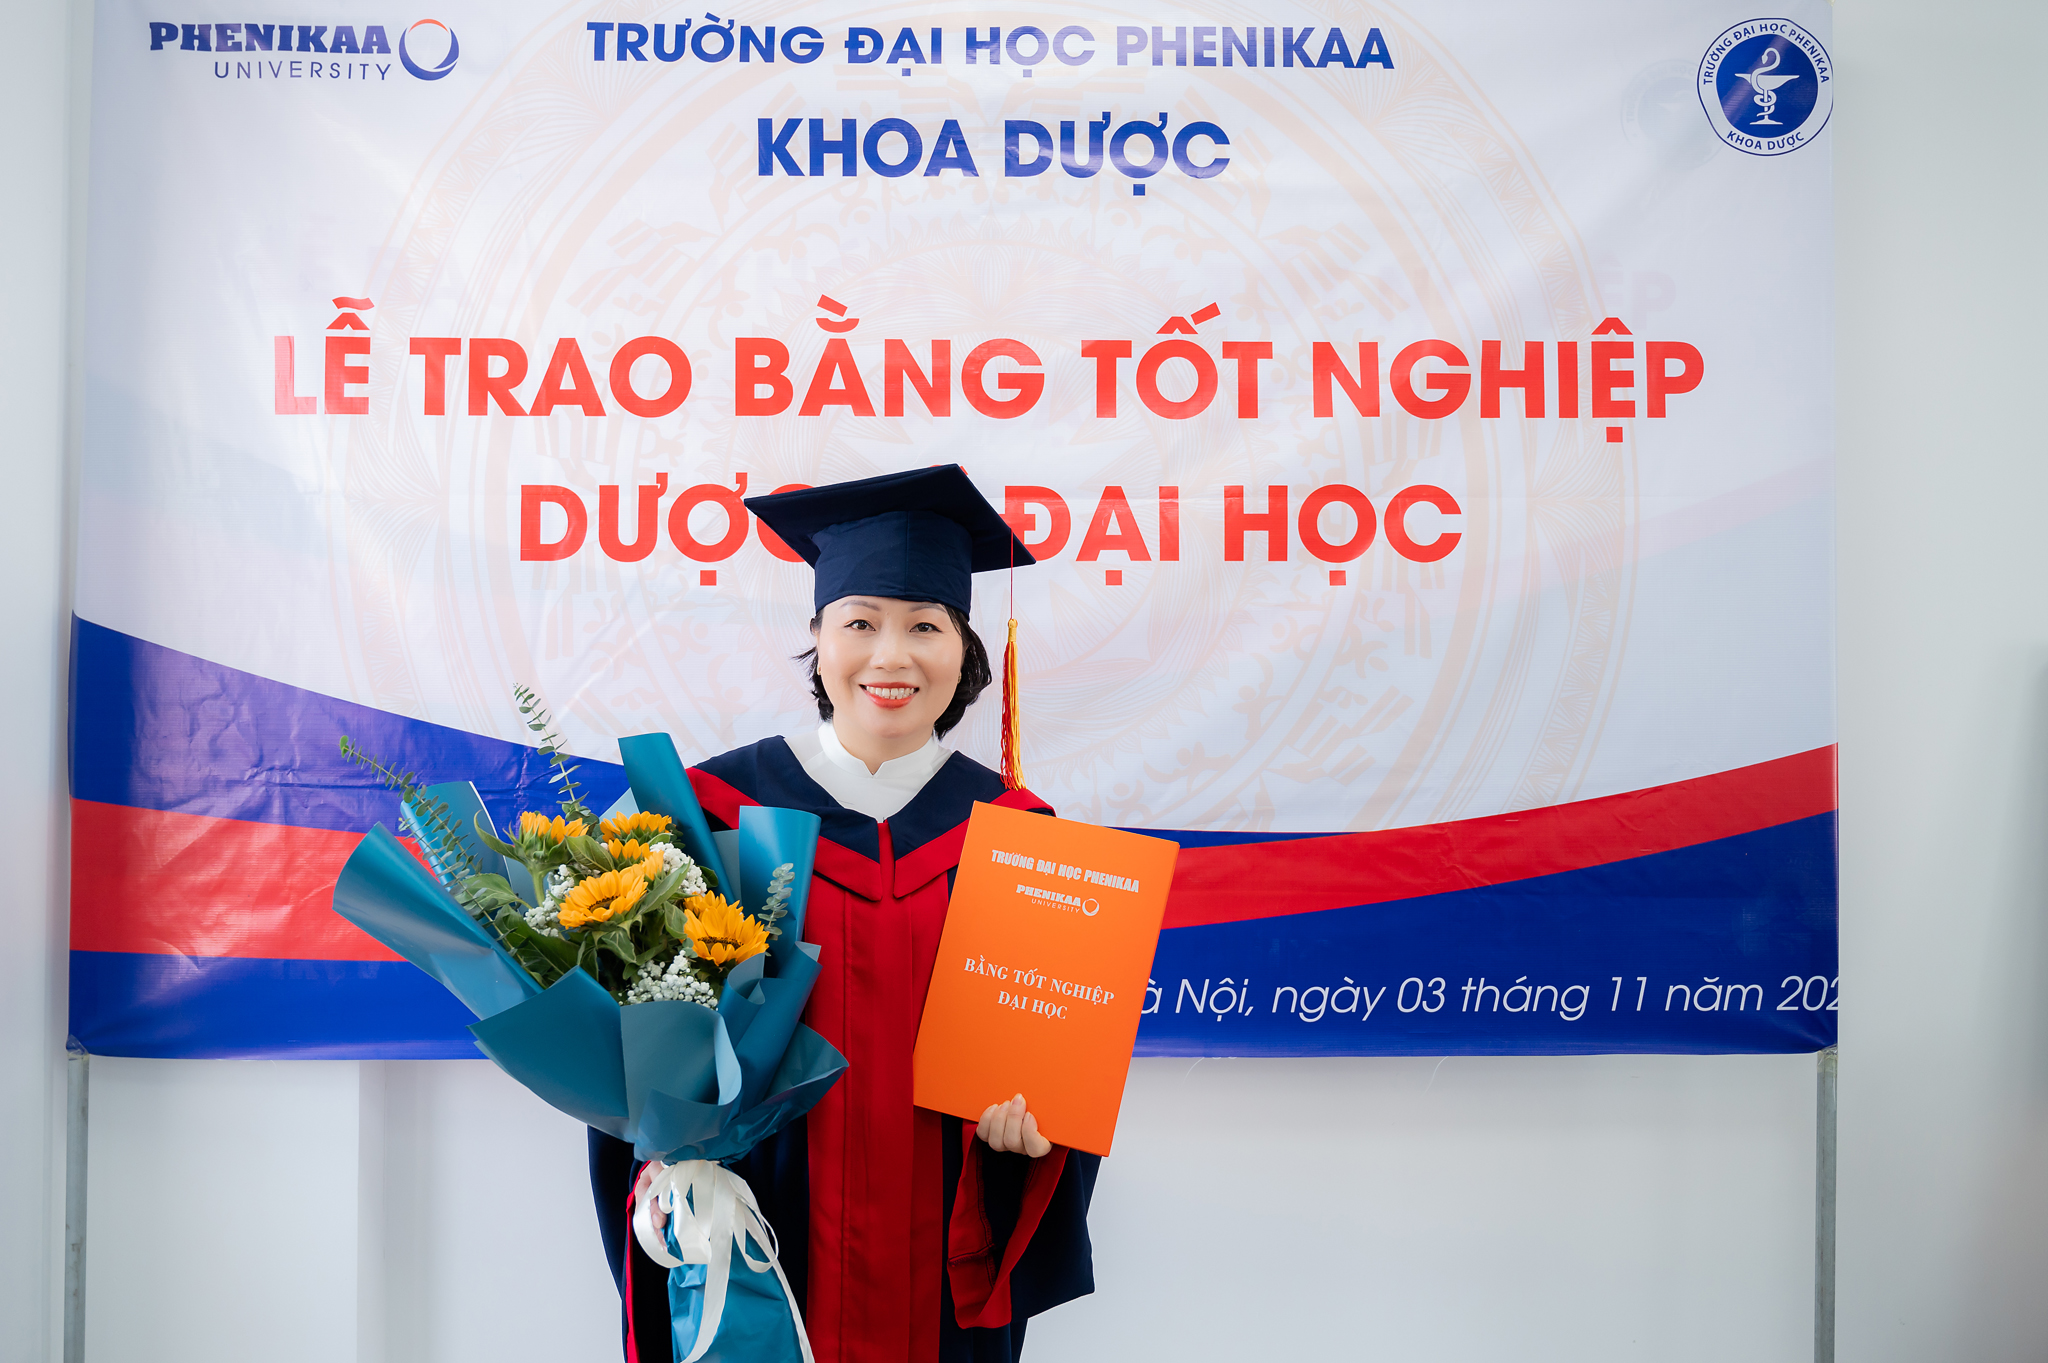 PHENIKAA
UNIVERSITY
TRƯỜNG ĐẠI HỌC PHENIKAA
KHOA DƯỢC
TRƯỜNG ĐẠI HỌC PHENIKAA
KHOA DƯỢC
LỄ TRAO BẰNG TỐT NGHIỆP
ĐẠI HỌC
TRƯỜNG ĐẠI HỌC PHENIKAA
PHENIKAA
UNIVERSITY
BẰNG TỐT NGHIỆP
ĐẠI HỌC
Nội, ngày 03 tháng 11 năm